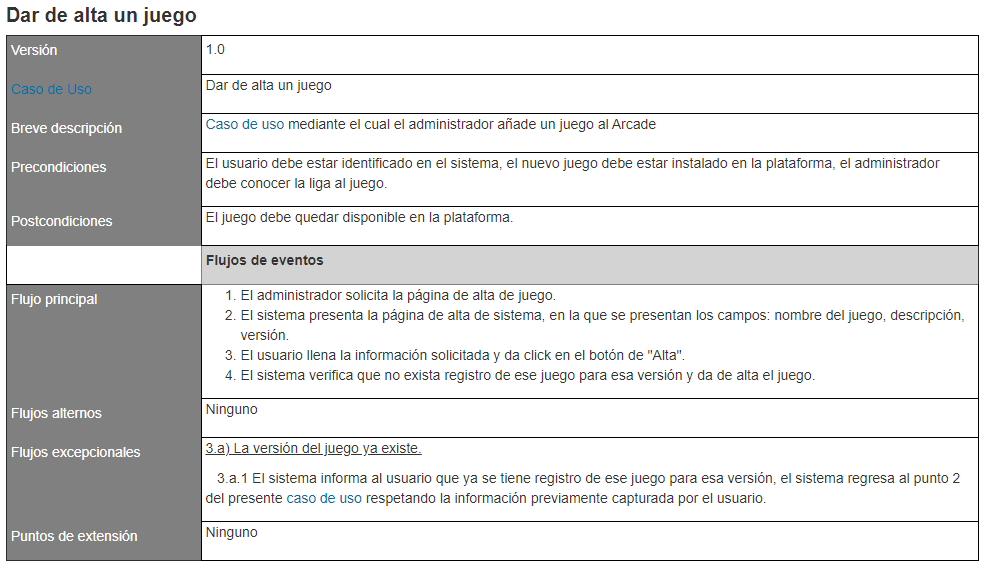 Dar de alta un juego
Versión
1.0
Caso de Uso
Dar de alta un juego
Breve descripción
Caso de uso mediante el cual el administrador añade un juego al Arcade
Precondiciones
El usuario debe estar identificado en el sistema, el nuevo juego debe estar instalado en la plataforma, el administrador
debe conocer la liga al juego.
Postcondiciones
El juego debe quedar disponible en la plataforma.
Flujos de eventos
Flujo principal
1. El administrador solicita la página de alta de juego.
2. El sistema presenta la página de alta de sistema, en la que se presentan los campos: nombre del juego, descripción,
versión.
3. El usuario llena la información solicitada y da click en el botón de "Alta".
4. El sistema verifica que no exista registro de ese juego para esa versión y da de alta el juego.
Flujos alternos
Ninguno
Flujos excepcionales
3.a) La versión del juego ya existe.
3.a.1 El sistema informa al usuario que ya se tiene registro de ese juego para esa versión, el sistema regresa al punto 2
del presente caso de uso respetando la información previamente capturada por el usuario.
Puntos de extensión
Ninguno